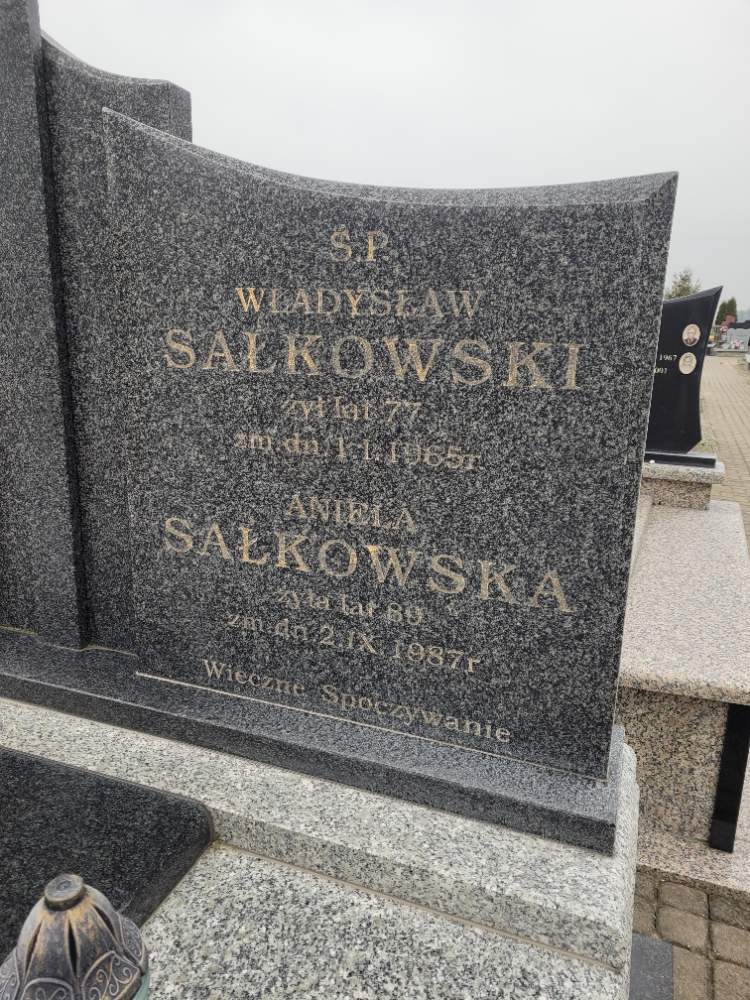 Ś.P.
WŁADYSŁAW
SAŁKOWSKI
żył lat 77
zm. dn. 1.I.1965r.
ANIELA
SAŁKOWSKA
żyła lat 89
zm. dn. 2.IX.1987r.
Wieczne Spoczywanie
1967